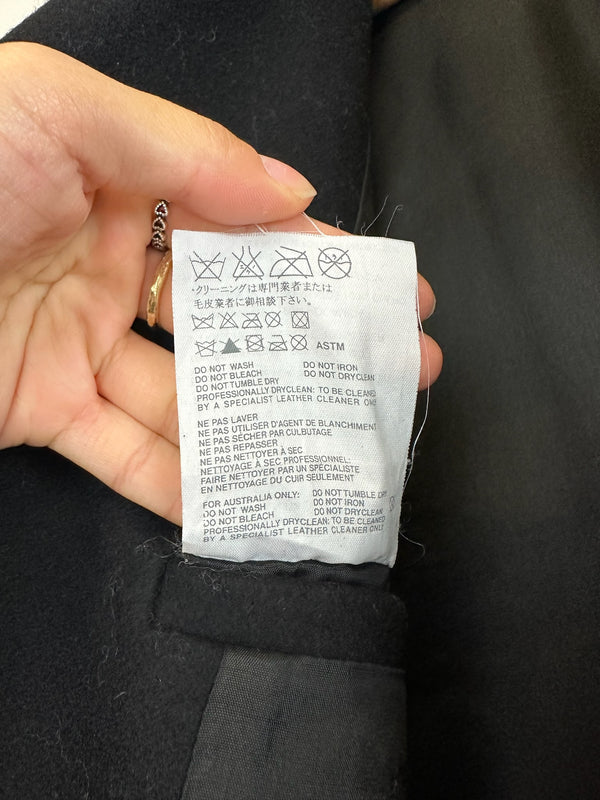 ・クリーニングは専門業者または
毛皮業者に御相談下さい。
ASTM
DO NOT WASH DO NOT IRON
DO NOT BLEACH DO NOT DRYCLEAN
DO NOT TUMBLE DRY
PROFESSIONALLY DRYCLEAN: TO BE CLEANED
BY A SPECIALIST LEATHER CLEANER ONLY
NE PAS LAVER
NE PAS UTILISER D'AGENT DE BLANCHIMENT
NE PAS SÉCHER PAR CULBUTAGE
NE PAS REPASSER
NE PAS NETTOYER À SEC
NETTOYAGE À SEC PROFESSIONNEL:
FAIRE NETTOYER PAR UN SPÉCIALISTE
EN NETTOYAGE DU CUIR SEULEMENT
FOR AUSTRALIA ONLY: DO NOT TUMBLE DRY
DO NOT WASH DO NOT IRON
DO NOT BLEACH DO NOT DRYCLEAN
PROFESSIONALLY DRYCLEAN: TO BE CLEANED
BY A SPECIALIST LEATHER CLEANER ONLY